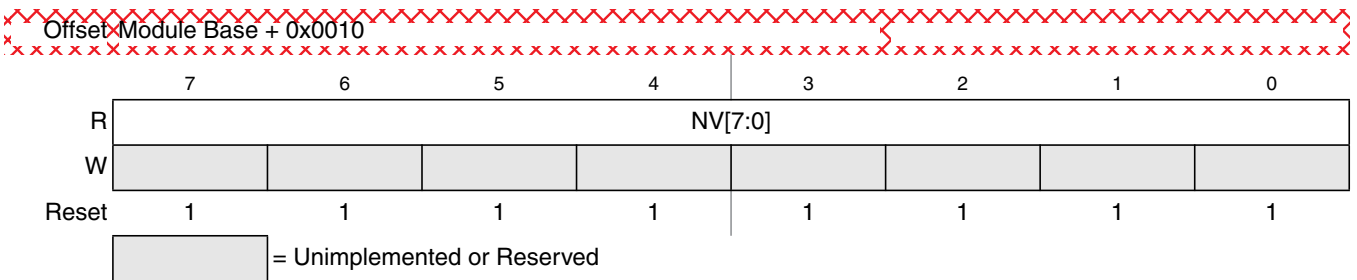 Offset Module Base + 0x0010
7 6 5 4 3 2 1 0
R NV[7:0]
W
Reset 1 1 1 1 1 1 1 1
= Unimplemented or Reserved